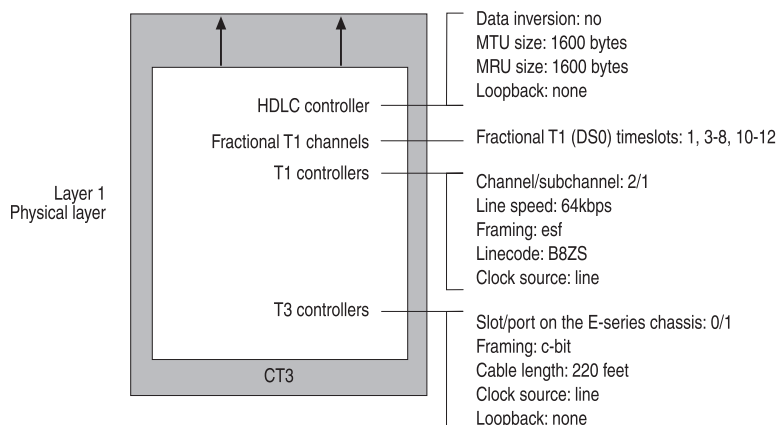 Data inversion: no
MTU size: 1600 bytes
MRU size: 1600 bytes
Loopback: none
HDLC controller
Fractional T1 channels
Fractional T1 (DS0) timeslots: 1, 3-8, 10-12
T1 controllers
Channel/subchannel: 2/1
Line speed: 64kbps
Framing: esf
Linecode: B8ZS
Clock source: line
Layer 1
Physical layer
T3 controllers
Slot/port on the E-series chassis: 0/1
Framing: c-bit
Cable length: 220 feet
Clock source: line
Loopback: none
CT3